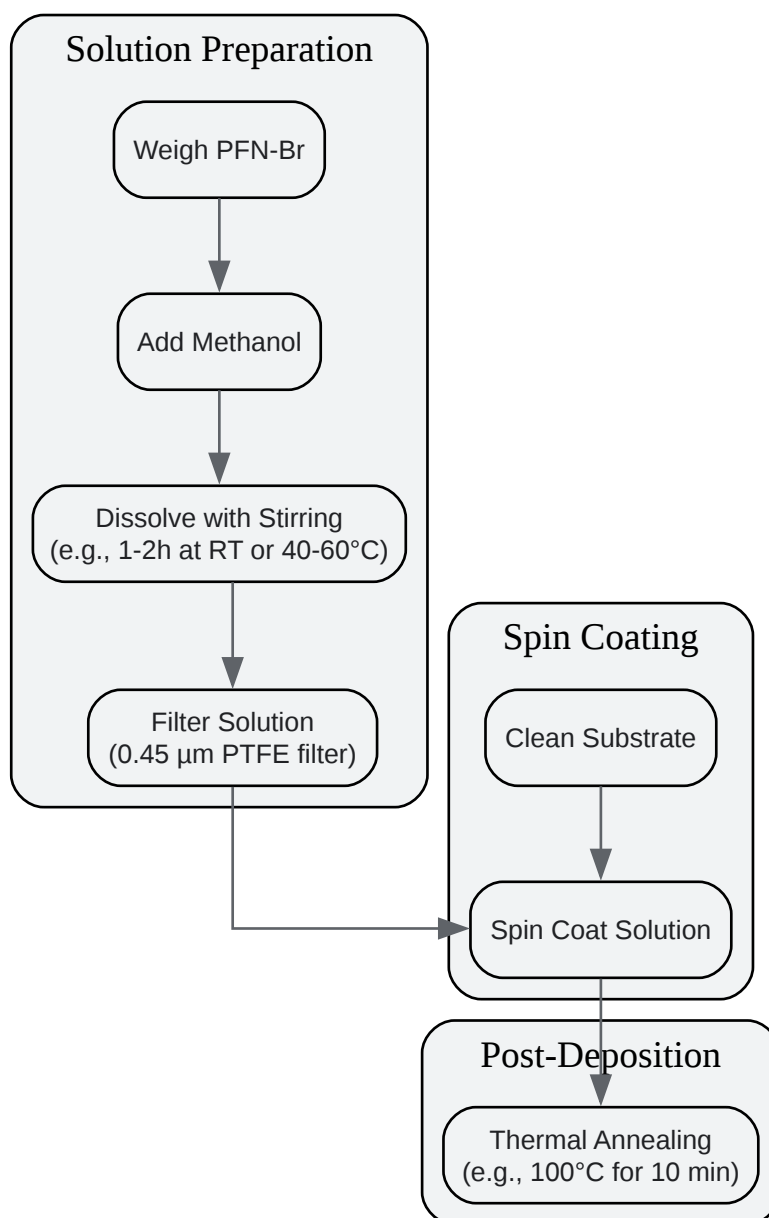 Solution Preparation
Weigh PFN-Br
Add Methanol
Dissolve with Stirring
(e.g., 1-2h at RT or 40-60°C)
Filter Solution
(0.45 µm PTFE filter)
Spin Coating
Clean Substrate
Spin Coat Solution
Post-Deposition
Thermal Annealing
(e.g., 100°C for 10 min)